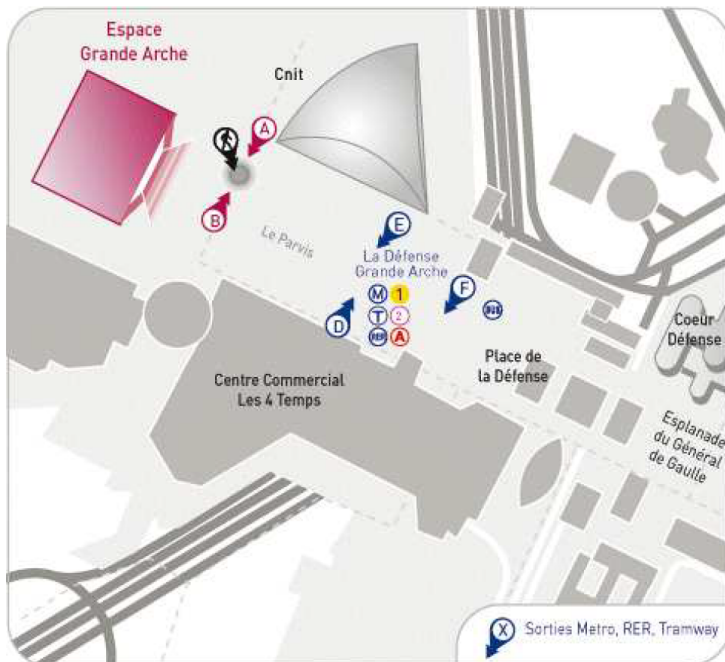 Espace
Grande Arche
Cnit
A
B
Le Parvis
E
La Défense
Grande Arche
M 1
T 2
RER A
D
F
BUS
Coeur
Défense
Place de
la Défense
Centre Commercial
Les 4 Temps
Esplanade
du Général
de Gaulle
X Sorties Metro, RER, Tramway